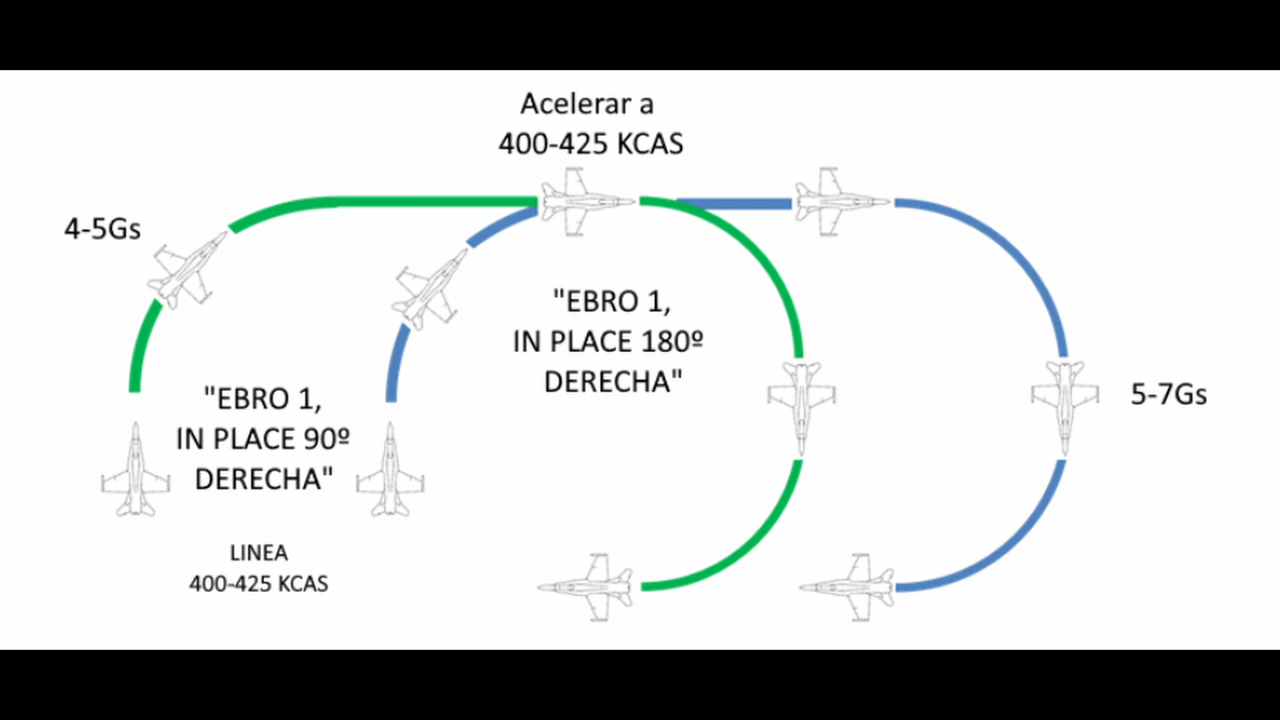 Acelerar a
400-425 KCAS
4-5Gs
"EBRO 1,
IN PLACE 180º
DERECHA"
"EBRO 1,
IN PLACE 90º
DERECHA"
5-7Gs
LINEA
400-425 KCAS